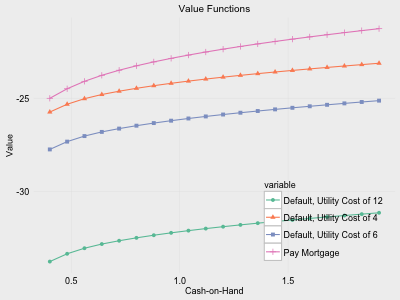 Value Functions
-25
-30
Value
0.5
1.0
1.5
Cash-on-Hand
variable
Default, Utility Cost of 12
Default, Utility Cost of 4
Default, Utility Cost of 6
Pay Mortgage